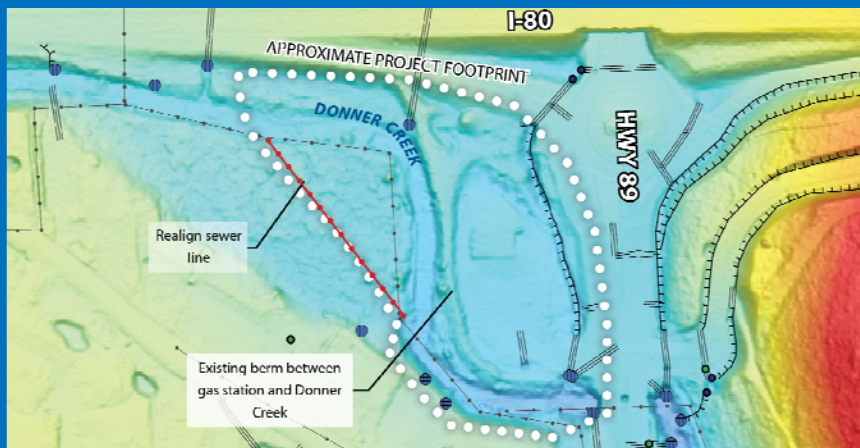 I-80
APPROXIMATE PROJECT FOOTPRINT
DONNER CREEK
HWY 89
Realign sewer
line
Existing berm between
gas station and Donner
Creek